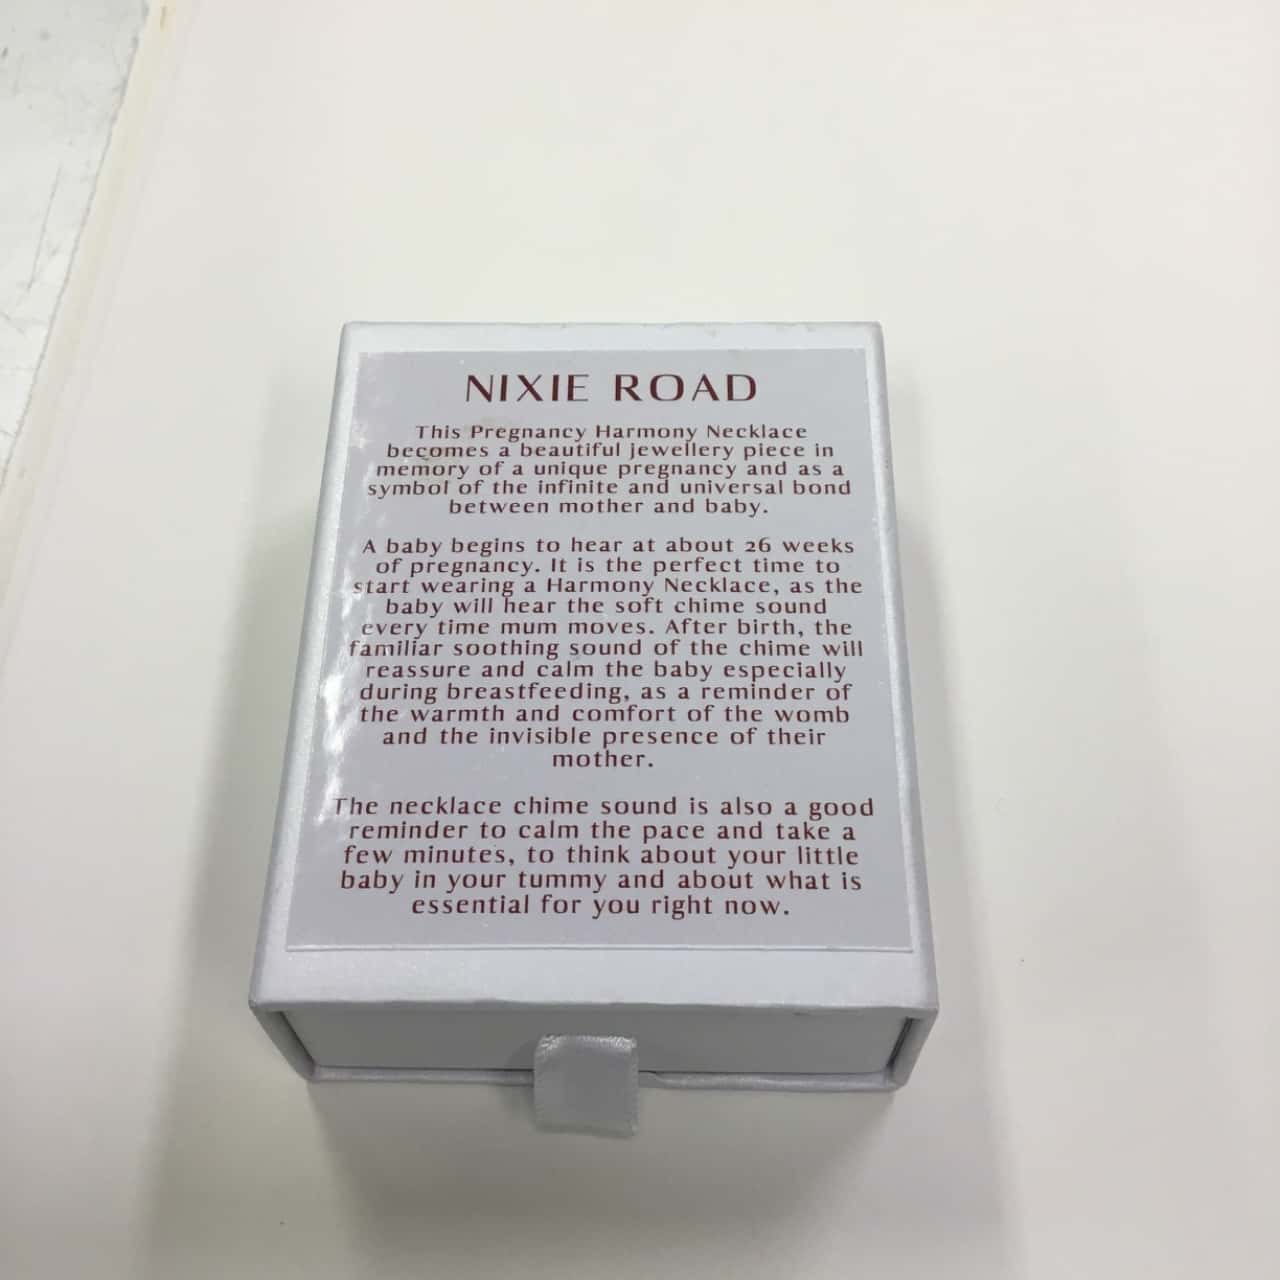 NIXIE ROAD
This Pregnancy Harmony Necklace
becomes a beautiful jewellery piece in
memory of a unique pregnancy and as a
symbol of the infinite and universal bond
between mother and baby.
A baby begins to hear at about 26 weeks
of pregnancy. It is the perfect time to
start wearing a Harmony Necklace, as the
baby will hear the soft chime sound
every time mum moves. After birth, the
familiar soothing sound of the chime will
reassure and calm the baby especially
during breastfeeding, as a reminder of
the warmth and comfort of the womb
and the invisible presence of their
mother.
The necklace chime sound is also a good
reminder to calm the pace and take a
few minutes, to think about your little
baby in your tummy and about what is
essential for you right now.